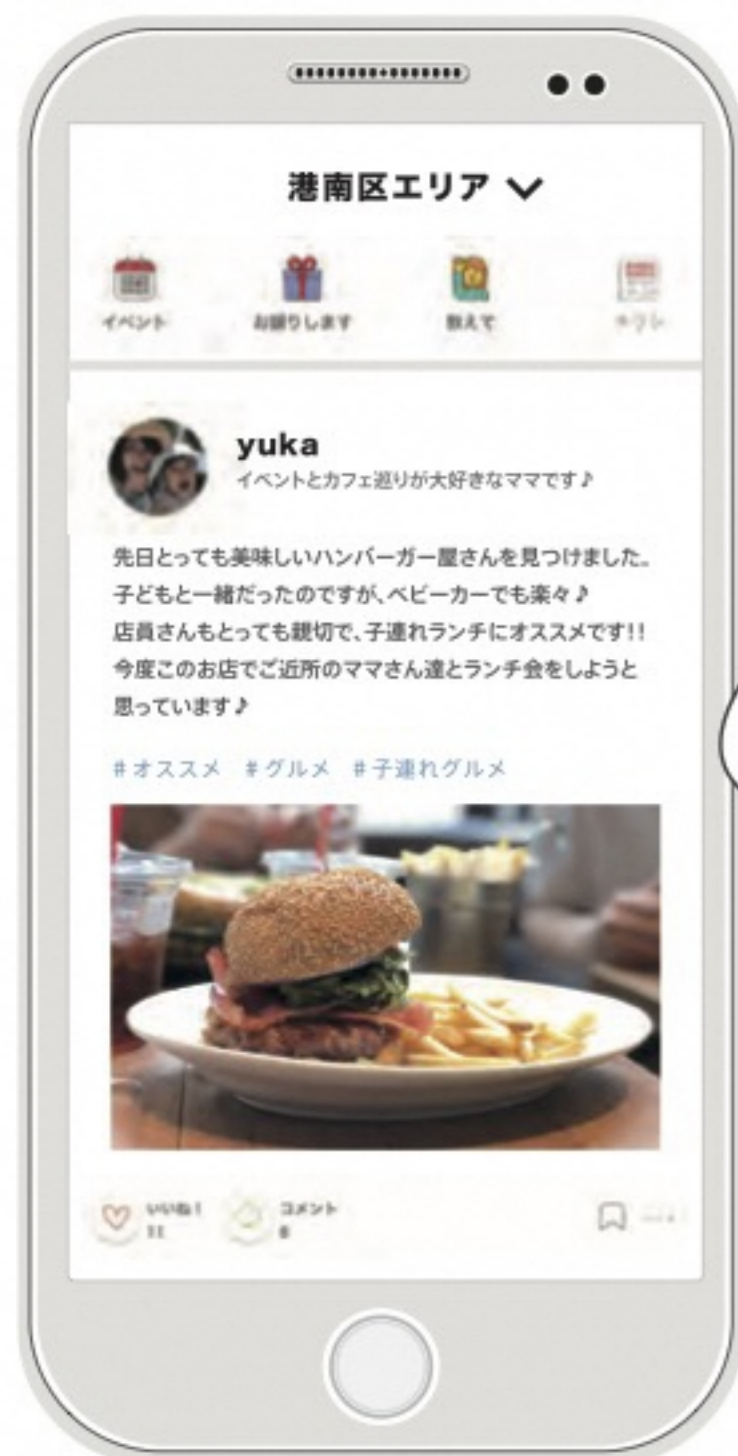 港南区エリア
イベント
お譲りします
教えて
yuka
イベントとカフェ巡りが大好きなママです♪
先日とっても美味しいハンバーガー屋さんを見つけました。
子どもと一緒だったのですが、ベビーカーでも楽々♪
店員さんもとっても親切で、子連れランチにオススメです!!
今度このお店でご近所のママさん達とランチ会をしようと
思っています♪
#オススメ #グルメ #子連れグルメ
いいね!
11
コメント